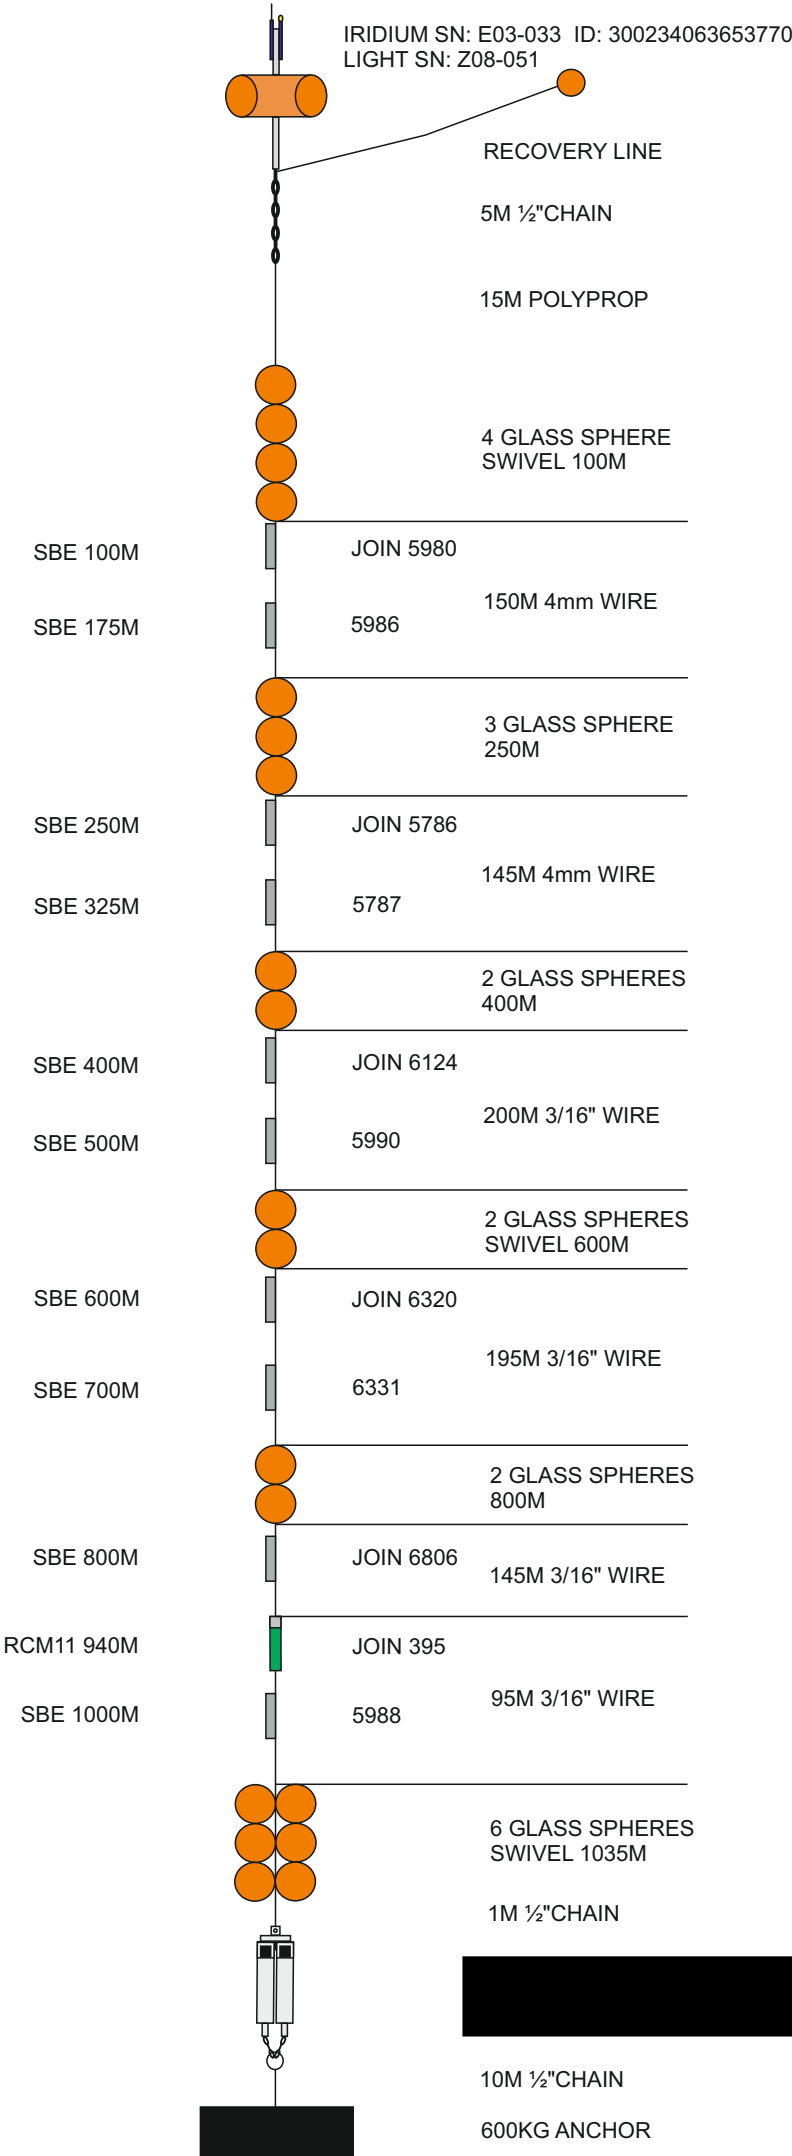 IRIDIUM SN: E03-033 ID: 300234063653770
LIGHT SN: Z08-051
RECOVERY LINE
5M ½"CHAIN
15M POLYPROP
4 GLASS SPHERE
SWIVEL 100M
SBE 100M
JOIN 5980
150M 4mm WIRE
SBE 175M
5986
3 GLASS SPHERE
250M
SBE 250M
JOIN 5786
145M 4mm WIRE
SBE 325M
5787
2 GLASS SPHERES
400M
SBE 400M
JOIN 6124
200M 3/16" WIRE
SBE 500M
5990
2 GLASS SPHERES
SWIVEL 600M
SBE 600M
JOIN 6320
195M 3/16" WIRE
SBE 700M
6331
2 GLASS SPHERES
800M
SBE 800M
JOIN 6806
145M 3/16" WIRE
RCM11 940M
JOIN 395
95M 3/16" WIRE
SBE 1000M
5988
6 GLASS SPHERES
SWIVEL 1035M
1M ½"CHAIN
10M ½"CHAIN
600KG ANCHOR